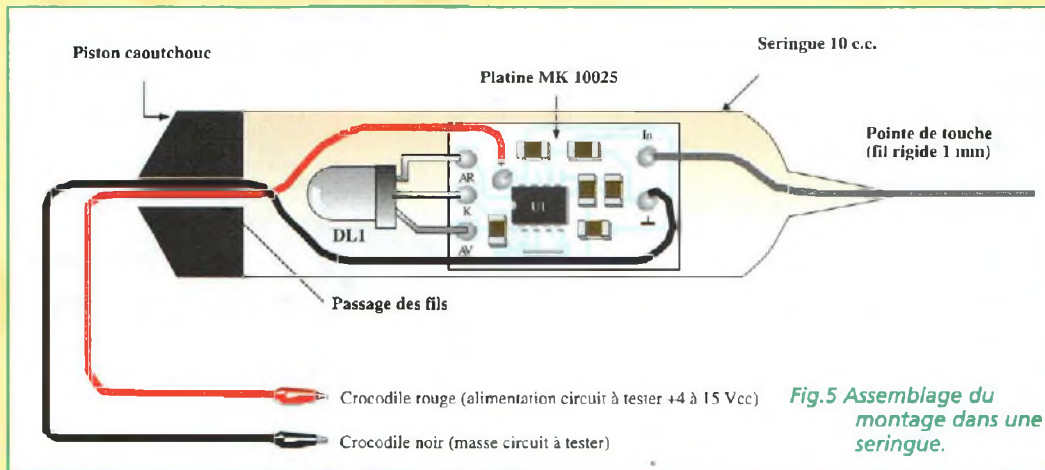 Piston caoutchouc
Seringue 10 c.c.
Platine MK 10025
Pointe de touche
(fil rigide 1 mm)
In
+
AR
K
U1
AV
DL1
Passage des fils
Crocodile rouge (alimentation circuit à tester +4 à 15 Vcc)
Crocodile noir (masse circuit à tester)
Fig.5 Assemblage du
montage dans une
seringue.